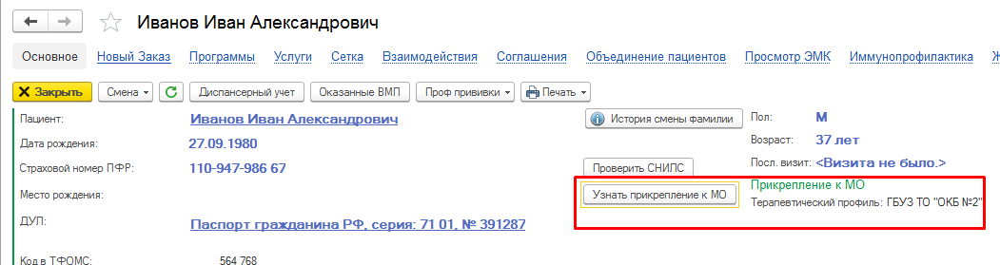 Иванов Иван Александрович
Основное Новый Заказ Программы Услуги Сетка Взаимодействия Соглашения Объединение пациентов Просмотр ЭМК Иммунопрофилактика
Закрыть Смена Диспансерный учет Оказанные ВМП Проф прививки Печать
Пациент: Иванов Иван Александрович История смены фамилии Пол: М
Дата рождения: 27.09.1980 Возраст: 37 лет
Страховой номер ПФР: 110-947-986 67 Проверить СНИЛС Посл. визит: <Визита не было.>
Место рождения: Узнать прикрепление к МО Прикрепление к МО
Терапевтический профиль: ГБУЗ ТО "ОКБ №2"
ДУЛ: Паспорт гражданина РФ, серия: 71 01, № 391287
Код в ТФОМС: 564 768